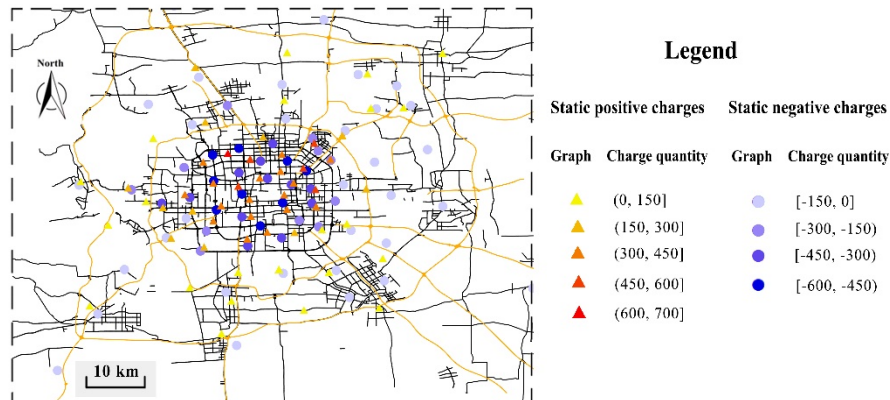 North
10 km
Legend
Static positive charges Static negative charges
Graph Charge quantity Graph Charge quantity
(0, 150] [-150, 0]
(150, 300] [-300, -150)
(300, 450] [-450, -300)
(450, 600] [-600, -450)
(600, 700]